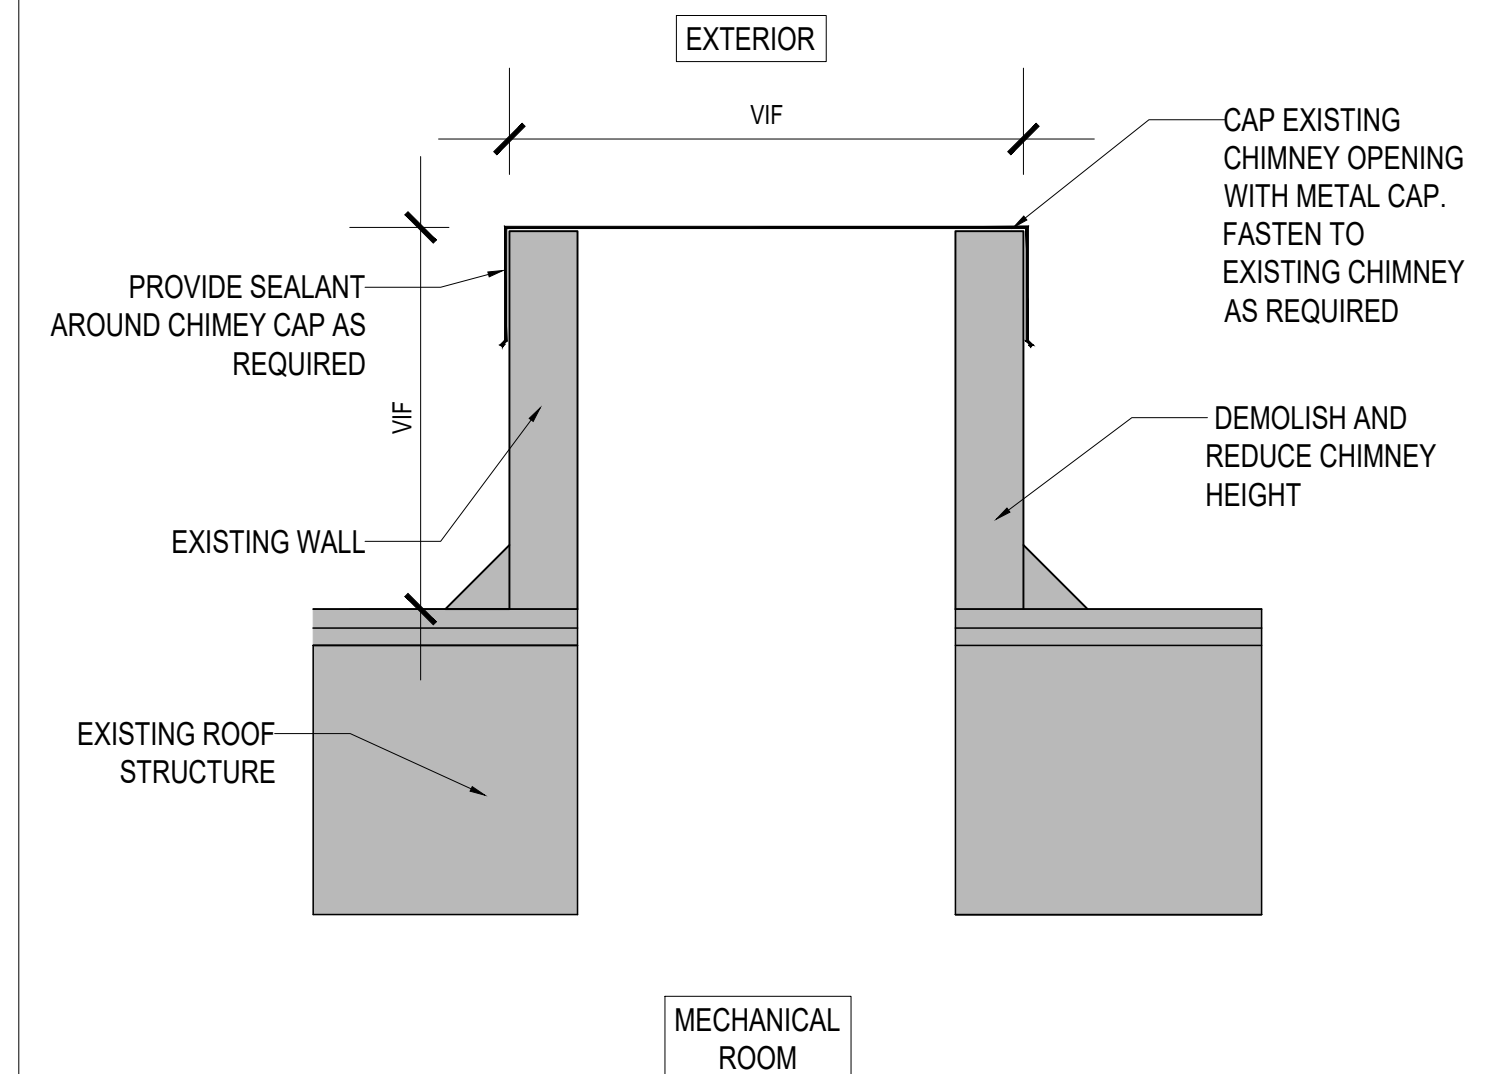 EXTERIOR
VIF
CAP EXISTING
CHIMNEY OPENING
WITH METAL CAP.
FASTEN TO
EXISTING CHIMNEY
AS REQUIRED
PROVIDE SEALANT
AROUND CHIMEY CAP AS
REQUIRED
VIF
DEMOLISH AND
REDUCE CHIMNEY
HEIGHT
EXISTING WALL
EXISTING ROOF
STRUCTURE
MECHANICAL
ROOM